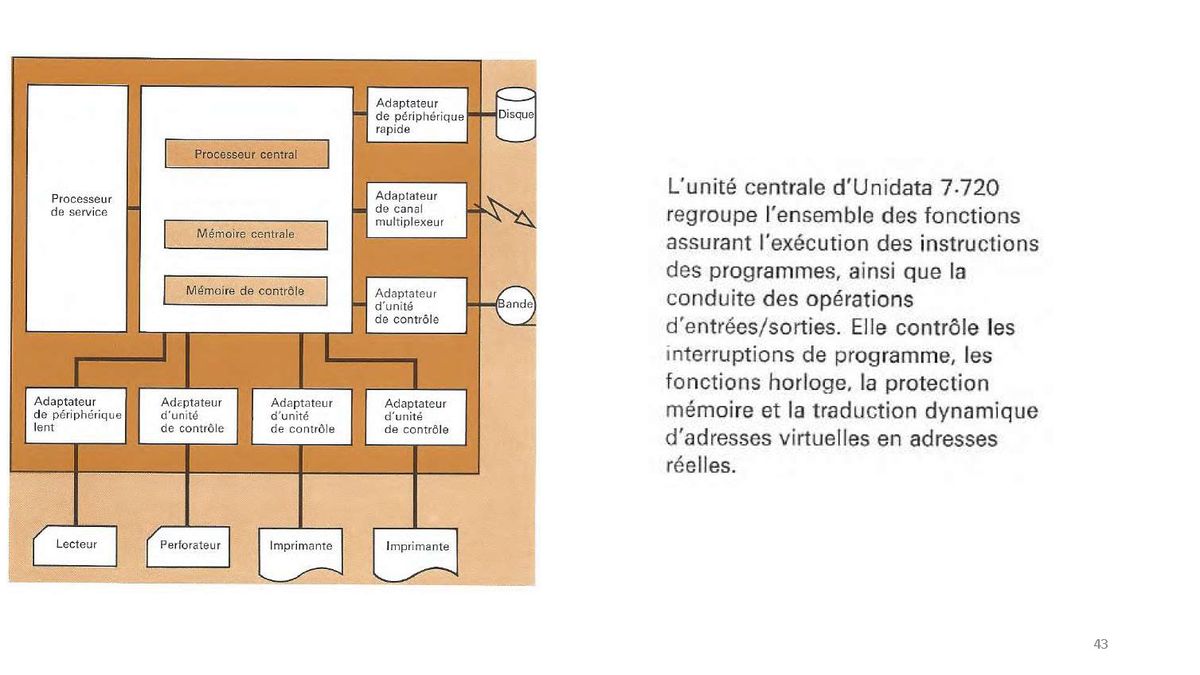 Adaptateur
de périphérique
rapide
Disque
Processeur central
Processeur
de service
Adaptateur
de canal
multiplexeur
Mémoire centrale
Mémoire de contrôle
Adaptateur
d'unité
de contrôle
Bande
Adaptateur
de périphérique
lent
Adaptateur
d'unité
de contrôle
Adaptateur
d'unité
de contrôle
Adaptateur
d'unité
de contrôle
Lecteur
Perforateur
Imprimante
Imprimante
L'unité centrale d'Unidata 7.720
regroupe l'ensemble des fonctions
assurant l'exécution des instructions
des programmes, ainsi que la
conduite des opérations
d'entrées/sorties. Elle contrôle les
interruptions de programme, les
fonctions horloge, la protection
mémoire et la traduction dynamique
d'adresses virtuelles en adresses
réelles.
43